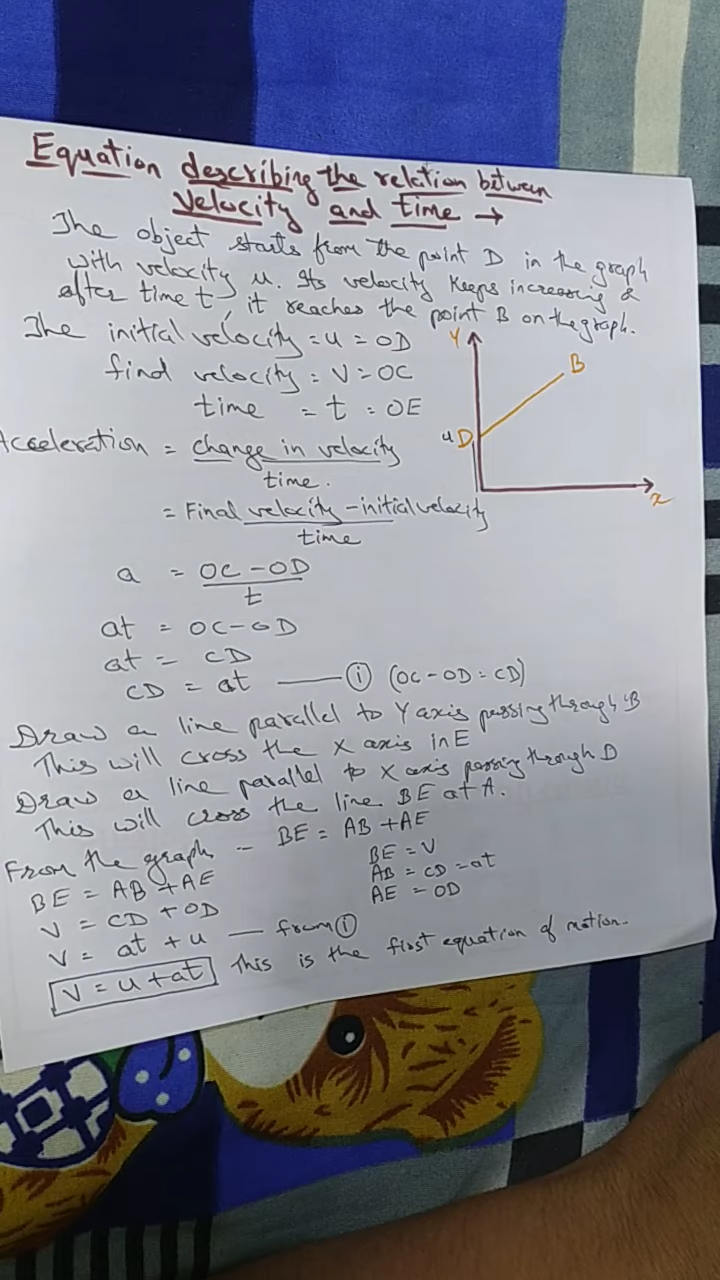 Equation describing the relation between
Velocity and time →
The object starts from the point D in the graph
with velocity u. Its velocity keeps increasing &
after time t, it reaches the point B on the graph.
The initial velocity = u = OD
final velocity = V = OC
time = t = OE
Y
B
u D
x
Acceleration = change in velocity
time.
= Final velocity - initial velocity
time
a = OC - OD
t
at = OC - OD
at = CD
CD = at —— ⓘ (OC - OD = CD)
Draw a line parallel to Y axis passing through B
This will cross the X axis in E
Draw a line parallel to X axis passing through D
This will cross the line BE at A.
From the graph - BE = AB + AE
BE = AB + AE
BE = V
V = CD + OD
AB = CD = at
AE = OD
V = at + u — from ⓘ
V = u + at This is the first equation of motion.